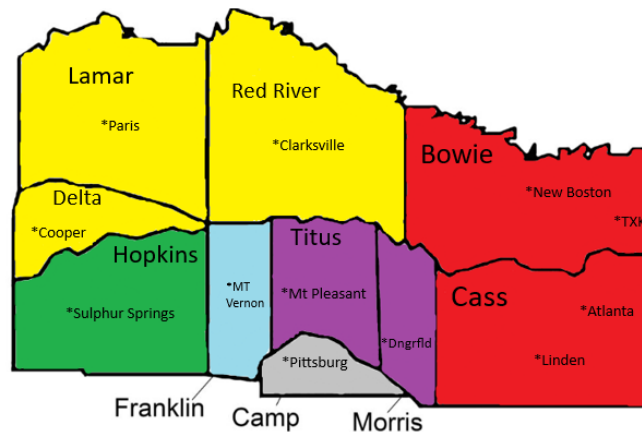 Lamar
*Paris
Red River
*Clarksville
Bowie
*New Boston
*TXK
Delta
*Cooper
Hopkins
*Sulphur Springs
*MT
Vernon
Titus
*Mt Pleasant
*Dngrfld
*Pittsburg
Cass
*Atlanta
*Linden
Franklin
Camp
Morris